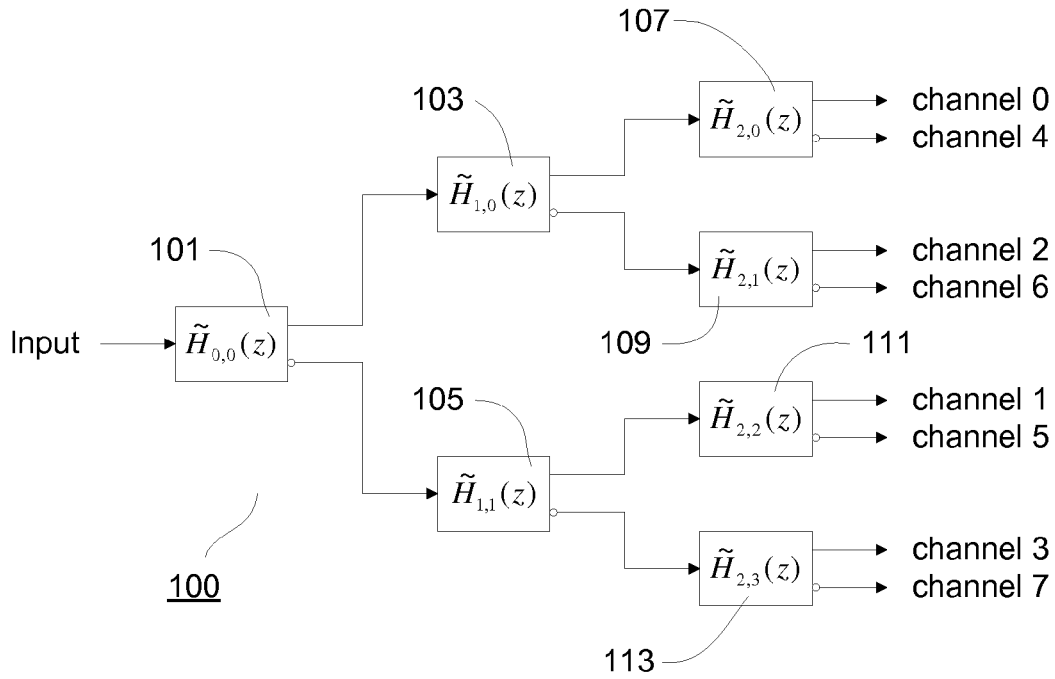 107
103
H̃₂,₀(z)
channel 0
channel 4
H̃₁,₀(z)
101
H̃₂,₁(z)
channel 2
channel 6
Input
H̃₀,₀(z)
109
111
105
H̃₂,₂(z)
channel 1
channel 5
H̃₁,₁(z)
100
H̃₂,₃(z)
channel 3
channel 7
113